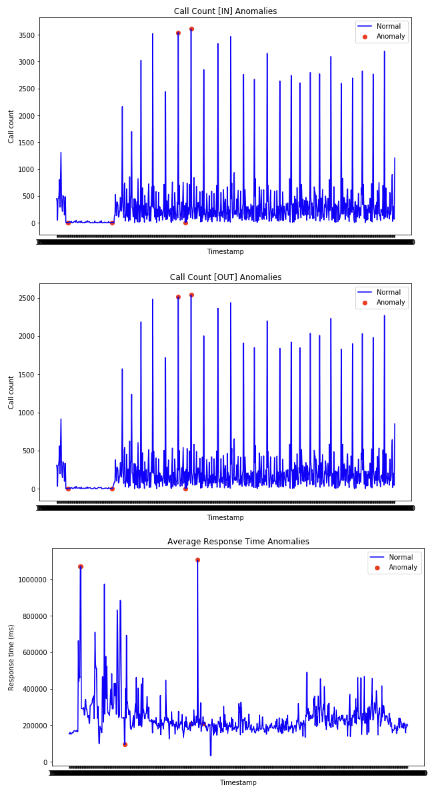 Call Count [IN] Anomalies
Normal
Anomaly
3500
3000
2500
2000
1500
1000
500
0
Call count
Timestamp
Call Count [OUT] Anomalies
Normal
Anomaly
2500
2000
1500
1000
500
0
Call count
Timestamp
Average Response Time Anomalies
Normal
Anomaly
1000000
800000
600000
400000
200000
0
Response time (ms)
Timestamp